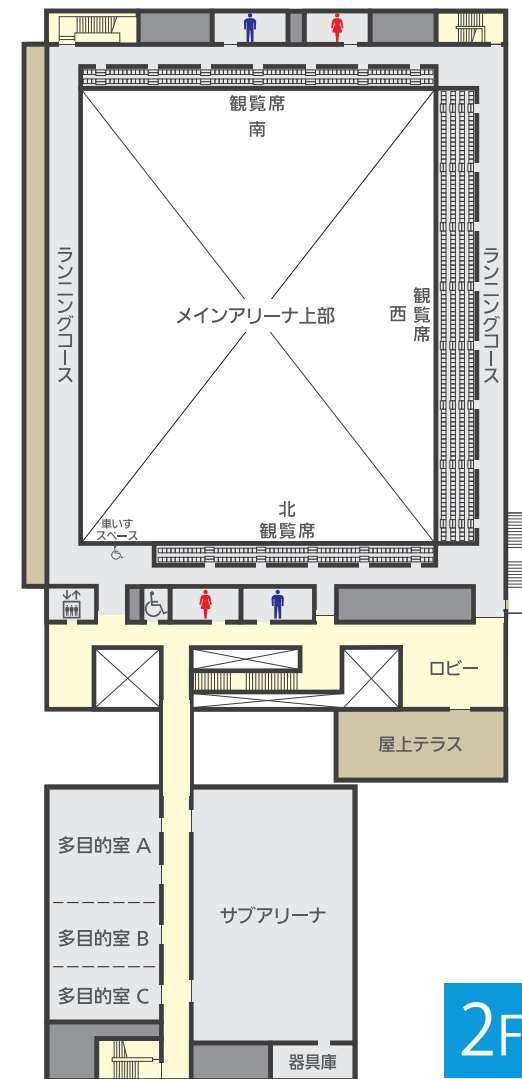 観覧席
南
ランニングコース
メインアリーナ上部
西
観覧席
ランニングコース
北
観覧席
車いす
スペース
ロビー
屋上テラス
多目的室 A
サブアリーナ
多目的室 B
多目的室 C
器具庫
2F